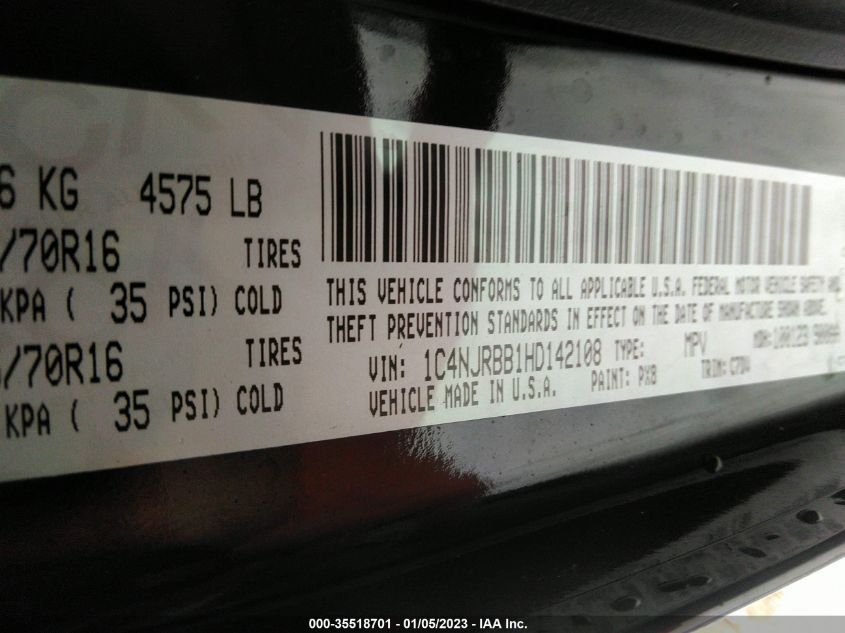 6 KG 4575 LB
/70R16 TIRES
KPA ( 35 PSI) COLD
/70R16 TIRES
KPA ( 35 PSI) COLD
THIS VEHICLE CONFORMS TO ALL APPLICABLE U.S.A. FEDERAL MOTOR VEHICLE SAFETY AND
THEFT PREVENTION STANDARDS IN EFFECT ON THE DATE OF MANUFACTURE SHOWN ABOVE.
VIN: 1C4NJRBB1HD142108 TYPE: MPV MDH:
VEHICLE MADE IN U.S.A. PAINT: PX8 TRIM:
000-35518701 - 01/05/2023 - IAA Inc.